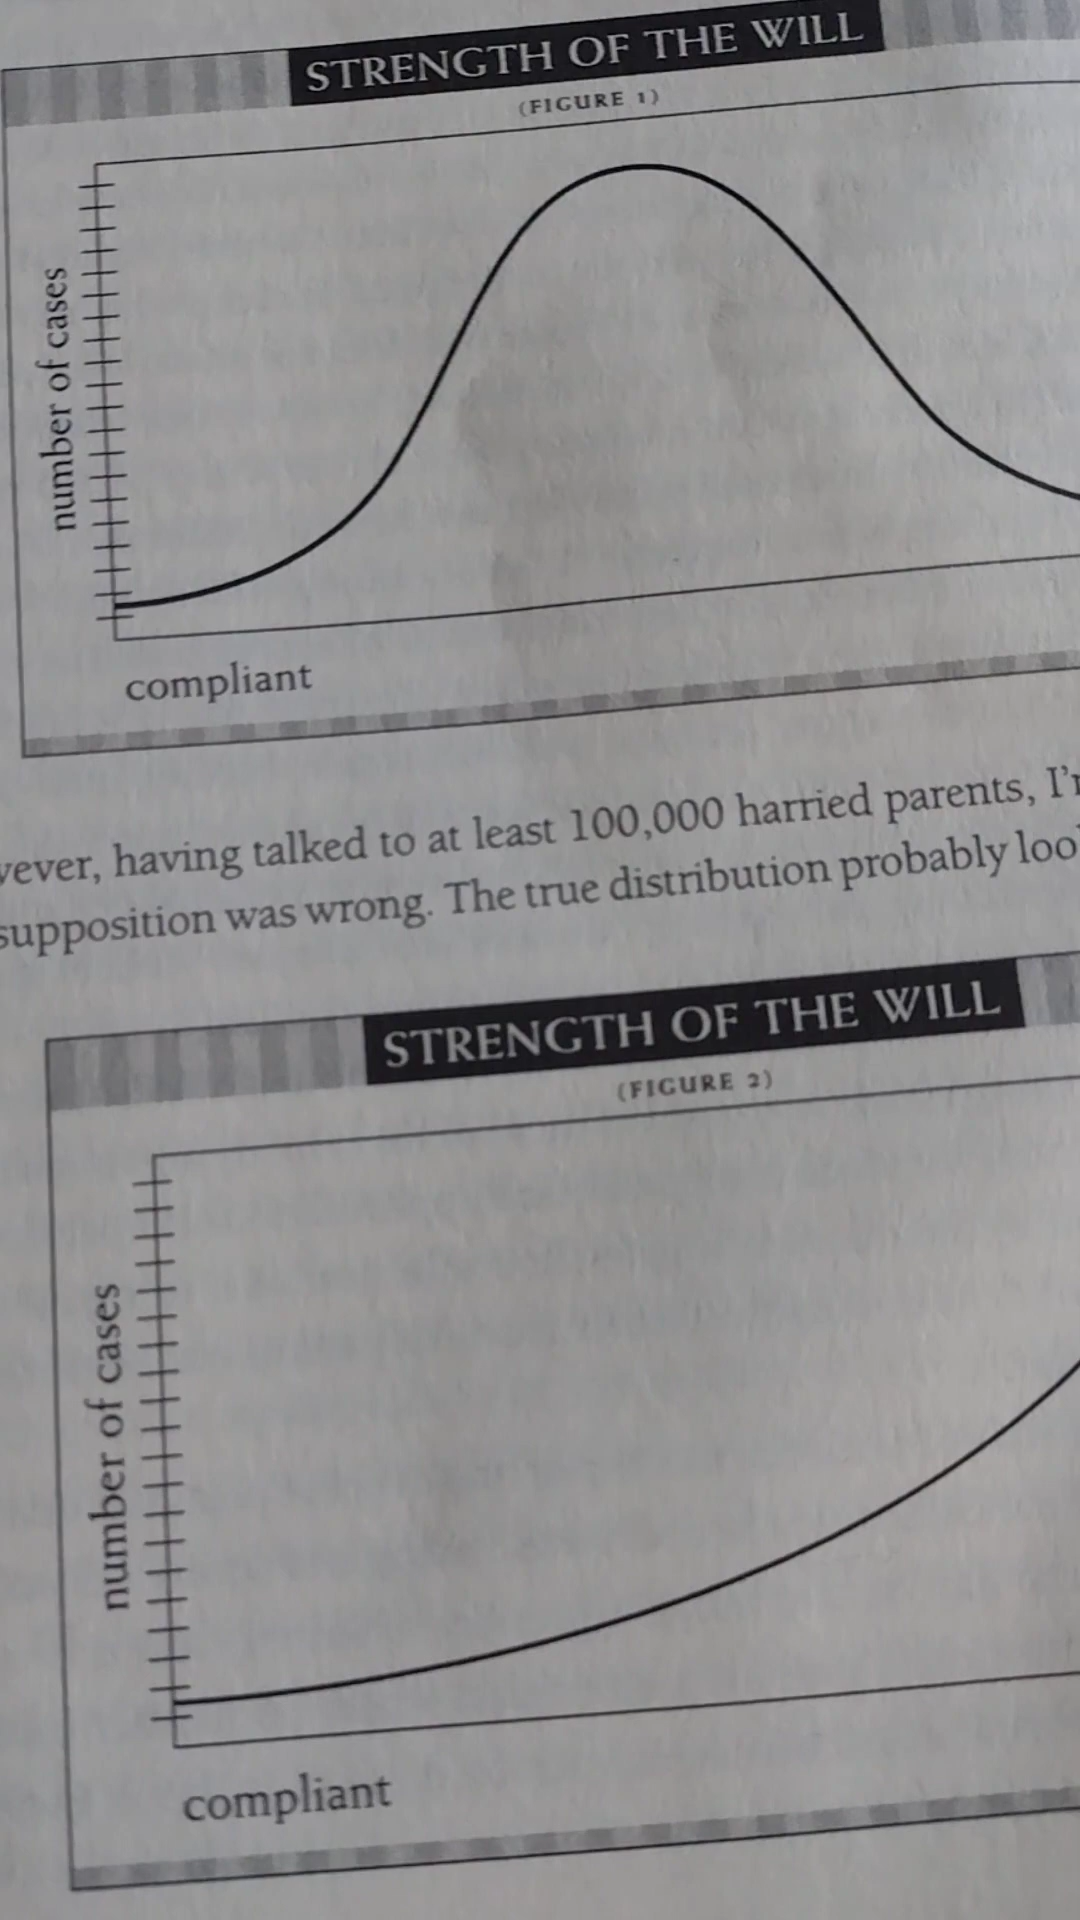 STRENGTH OF THE WILL
(FIGURE 1)
number of cases
compliant
having talked to at least 100,000 harried parents,
supposition was wrong. The true distribution probably
STRENGTH OF THE WILL
(FIGURE 2)
number of cases
compliant